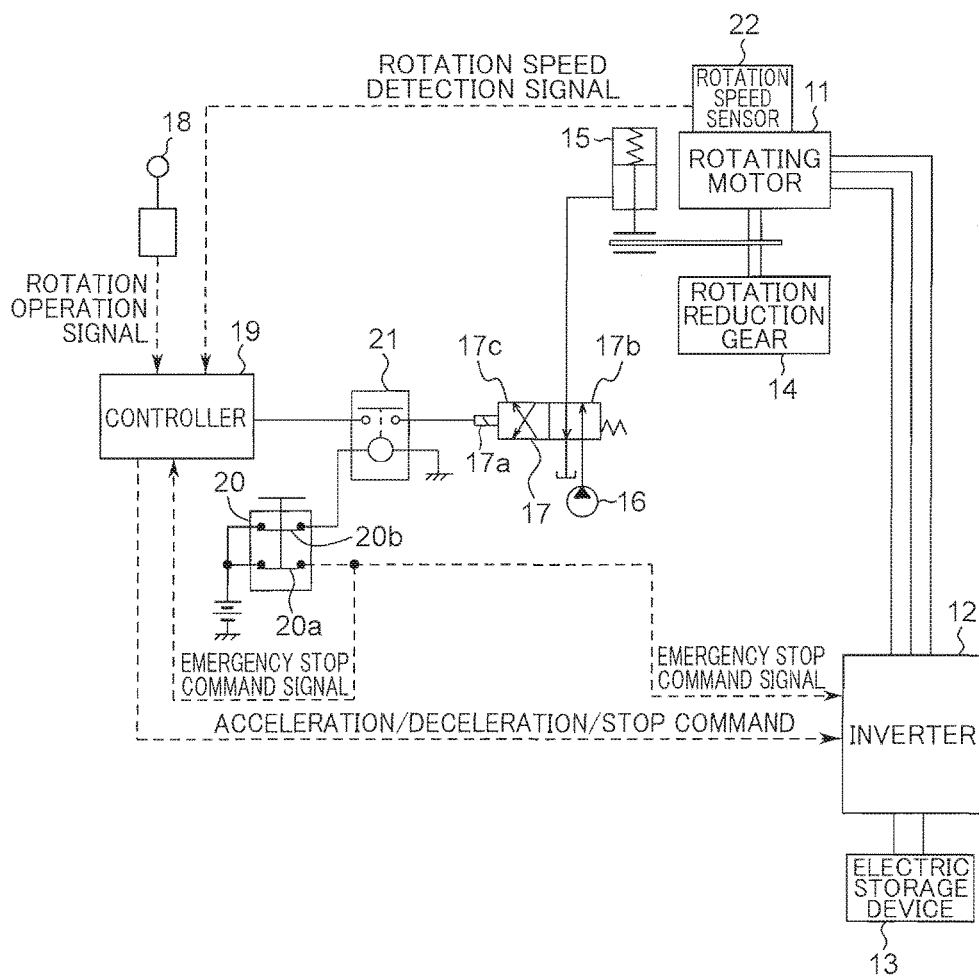 22
ROTATION SPEED
DETECTION SIGNAL
ROTATION
SPEED
SENSOR
11
18
15
ROTATING
MOTOR
ROTATION
OPERATION
SIGNAL
ROTATION
REDUCTION
GEAR
19
21
17c
17b
14
CONTROLLER
17a
17
16
20
20b
20a
12
EMERGENCY STOP
COMMAND SIGNAL
EMERGENCY STOP
COMMAND SIGNAL
ACCELERATION/DECELERATION/STOP COMMAND
INVERTER
ELECTRIC
STORAGE
DEVICE
13